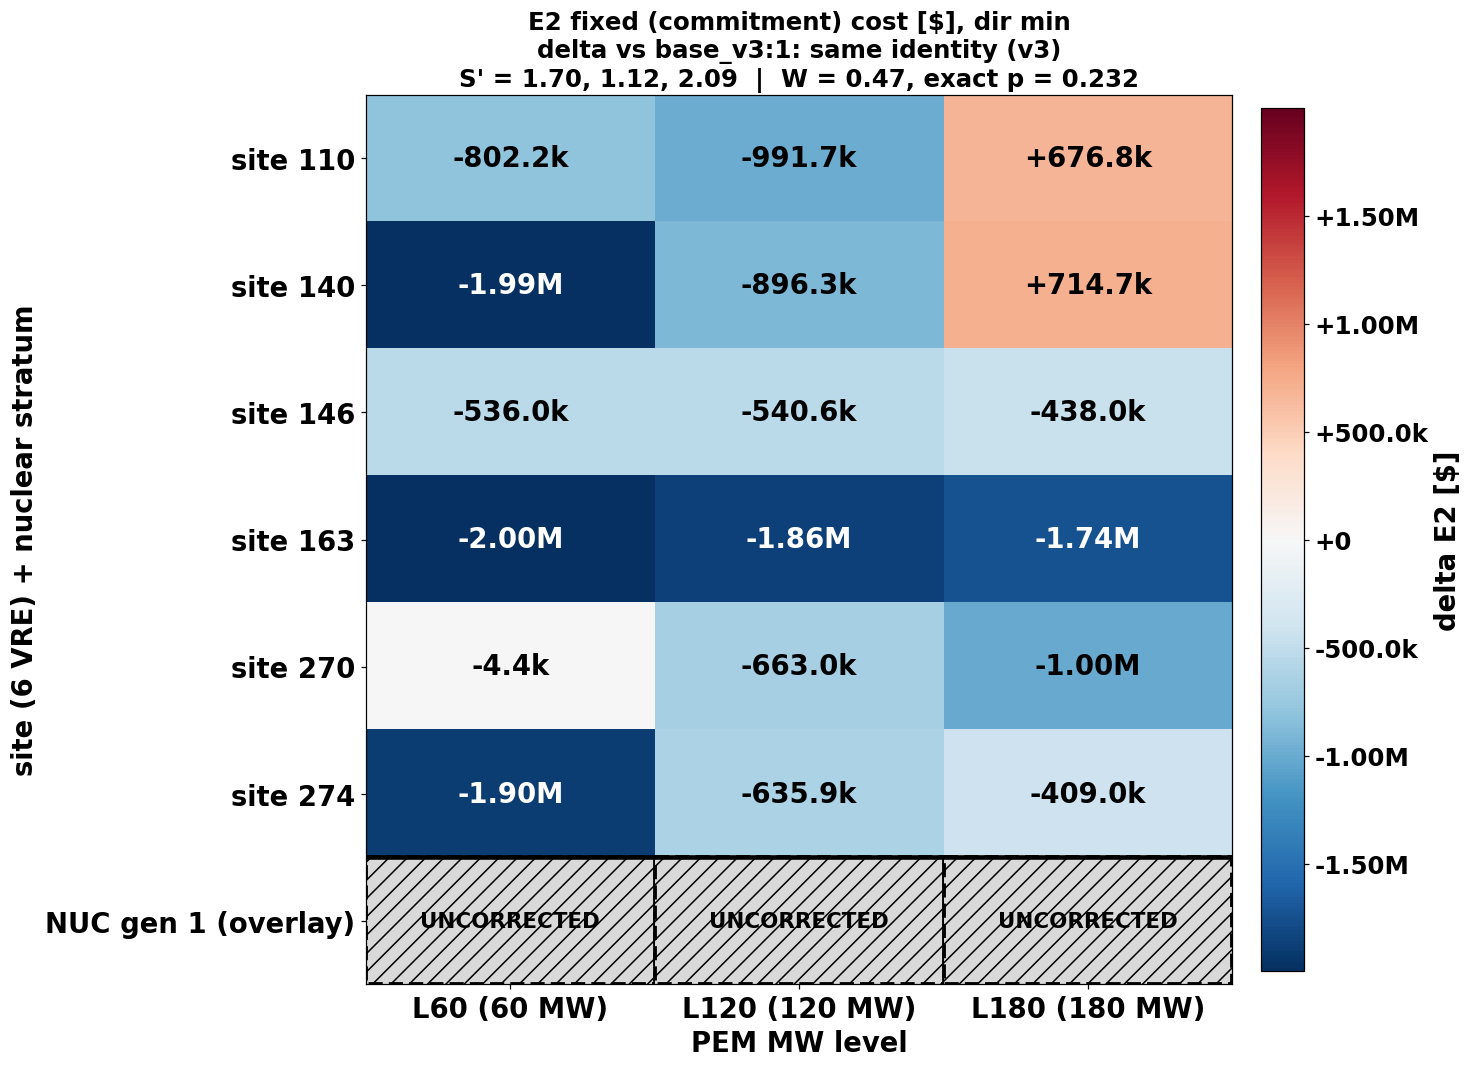 E2 fixed (commitment) cost [$], dir min
delta vs base_v3:1: same identity (v3)
S' = 1.70, 1.12, 2.09 | W = 0.47, exact p = 0.232
site (6 VRE) + nuclear stratum
site 110
-802.2k
-991.7k
+676.8k
site 140
-1.99M
-896.3k
+714.7k
site 146
-536.0k
-540.6k
-438.0k
site 163
-2.00M
-1.86M
-1.74M
site 270
-4.4k
-663.0k
-1.00M
site 274
-1.90M
-635.9k
-409.0k
NUC gen 1 (overlay)
UNCORRECTED
UNCORRECTED
UNCORRECTED
L60 (60 MW)
L120 (120 MW)
L180 (180 MW)
PEM MW level
+1.50M
+1.00M
+500.0k
+0
-500.0k
-1.00M
-1.50M
delta E2 [$]